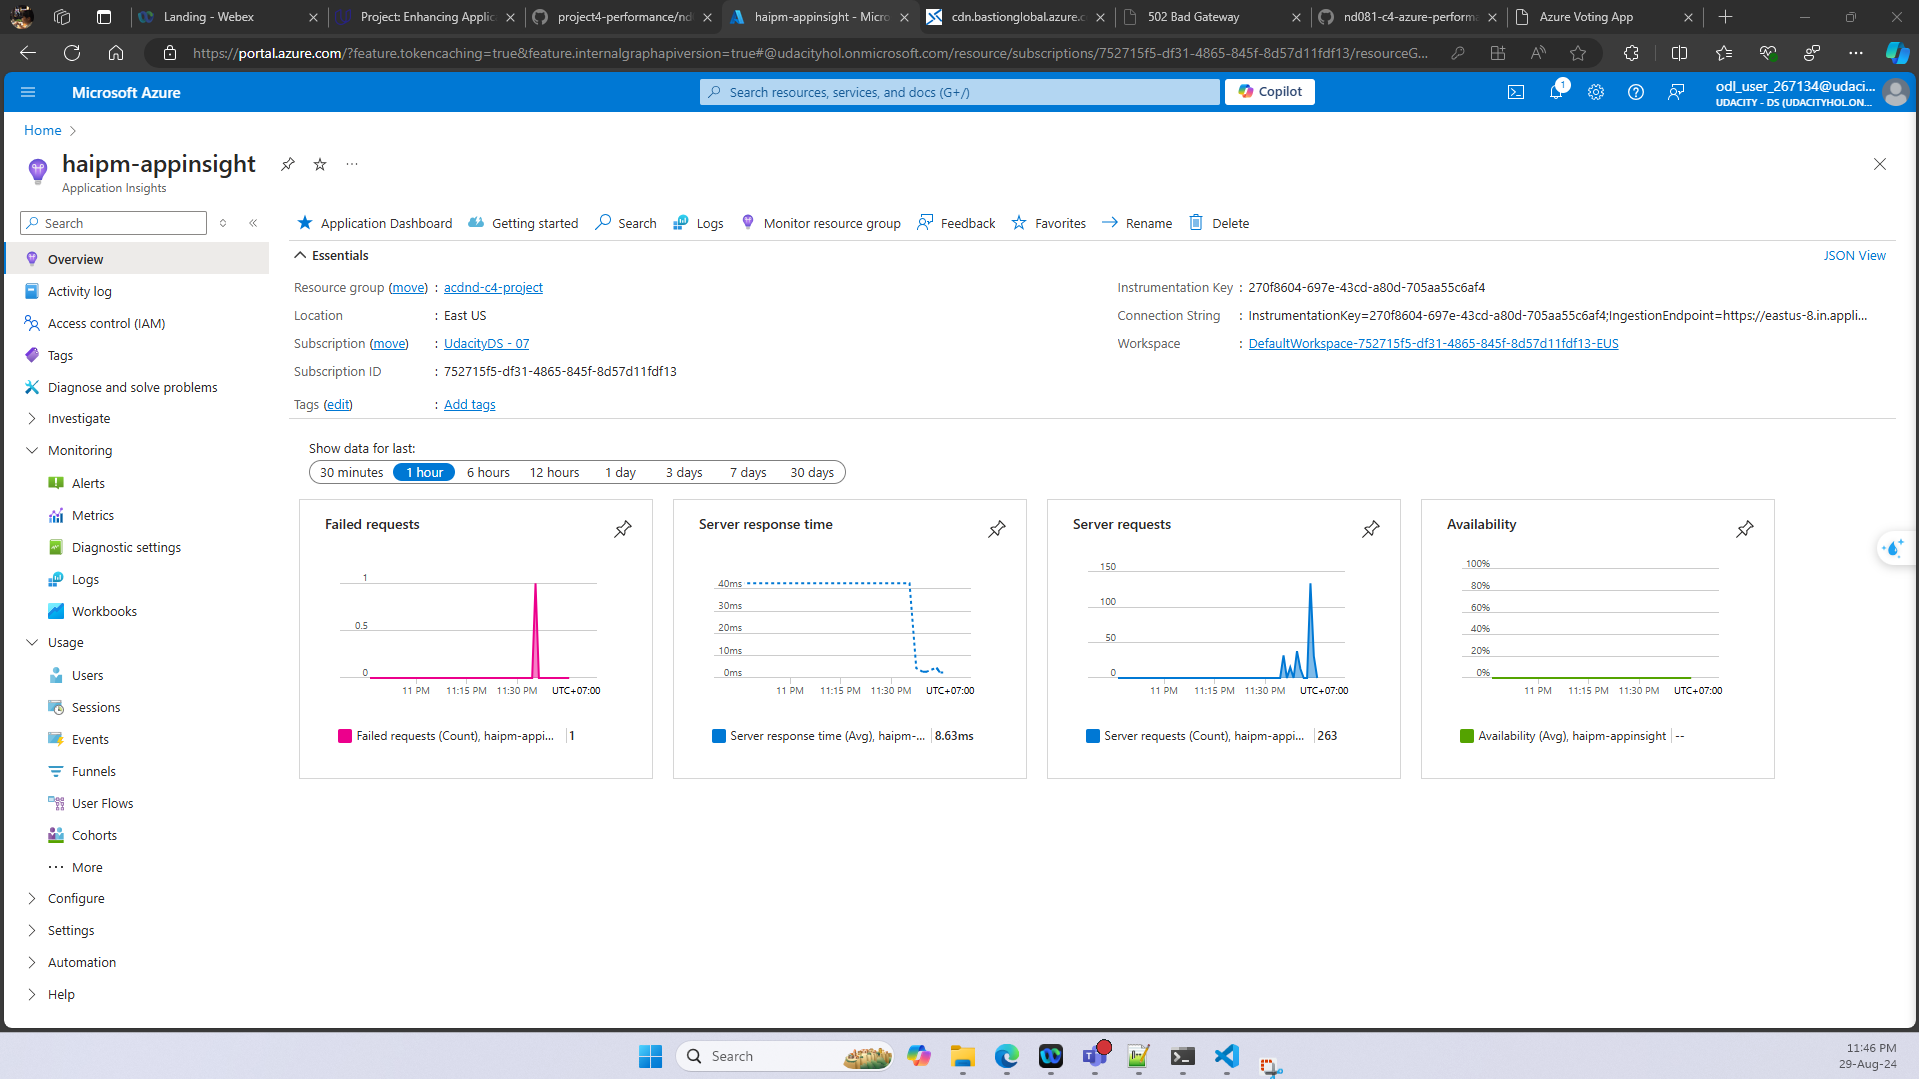 Landing - Webex
Project: Enhancing Applic
project4-performance/nd
haipm-appinsight - Micro
cdn.bastionglobal.azure.c
502 Bad Gateway
nd081-c4-azure-perform
Azure Voting App
https://portal.azure.com/?feature.tokencaching=true&feature.internalgraphapiversion=true#@udacityhol.onmicrosoft.com/resource/subscriptions/752715f5-df31-4865-845f-8d57d11fdf13/resourceG...
Microsoft Azure
Search resources, services, and docs (G+/)
Copilot
1
odl_user_267134@udaci...
UDACITY - DS (UDACITYHOL.ON...
Home
haipm-appinsight
Application Insights
Search
Application Dashboard
Getting started
Search
Logs
Monitor resource group
Feedback
Favorites
Rename
Delete
Overview
Activity log
Access control (IAM)
Tags
Diagnose and solve problems
Investigate
Monitoring
Alerts
Metrics
Diagnostic settings
Logs
Workbooks
Usage
Users
Sessions
Events
Funnels
User Flows
Cohorts
More
Configure
Settings
Automation
Help
Essentials
JSON View
Resource group (move) : acdnd-c4-project
Location : East US
Subscription (move) : UdacityDS - 07
Subscription ID : 752715f5-df31-4865-845f-8d57d11fdf13
Tags (edit) : Add tags
Instrumentation Key : 270f8604-697e-43cd-a80d-705aa55c6af4
Connection String : InstrumentationKey=270f8604-697e-43cd-a80d-705aa55c6af4;IngestionEndpoint=https://eastus-8.in.appli...
Workspace : DefaultWorkspace-752715f5-df31-4865-845f-8d57d11fdf13-EUS
Show data for last:
30 minutes 1 hour 6 hours 12 hours 1 day 3 days 7 days 30 days
Failed requests
1
0.5
0
11 PM 11:15 PM 11:30 PM UTC+07:00
Failed requests (Count), haipm-appi... 1
Server response time
40ms
30ms
20ms
10ms
0ms
11 PM 11:15 PM 11:30 PM UTC+07:00
Server response time (Avg), haipm-... 8.63ms
Server requests
150
100
50
0
11 PM 11:15 PM 11:30 PM UTC+07:00
Server requests (Count), haipm-appi... 263
Availability
100%
80%
60%
40%
20%
0%
11 PM 11:15 PM 11:30 PM UTC+07:00
Availability (Avg), haipm-appinsight --
Search
11:46 PM
29-Aug-24